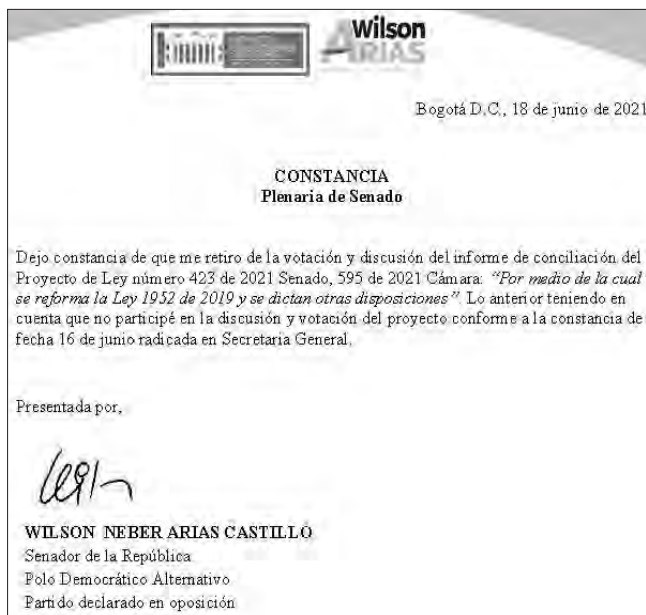 Wilson
ARIAS
Bogotá D.C., 18 de junio de 2021
CONSTANCIA
Plenaria de Senado
Dejo constancia de que me retiro de la votación y discusión del informe de conciliación del
Proyecto de Ley número 423 de 2021 Senado, 595 de 2021 Cámara: “Por medio de la cual
se reforma la Ley 1952 de 2019 y se dictan otras disposiciones”. Lo anterior teniendo en
cuenta que no participé en la discusión y votación del proyecto conforme a la constancia de
fecha 16 de junio radicada en Secretaria General.
Presentada por,
WILSON NEBER ARIAS CASTILLO
Senador de la República
Polo Democrático Alternativo
Partido declarado en oposición